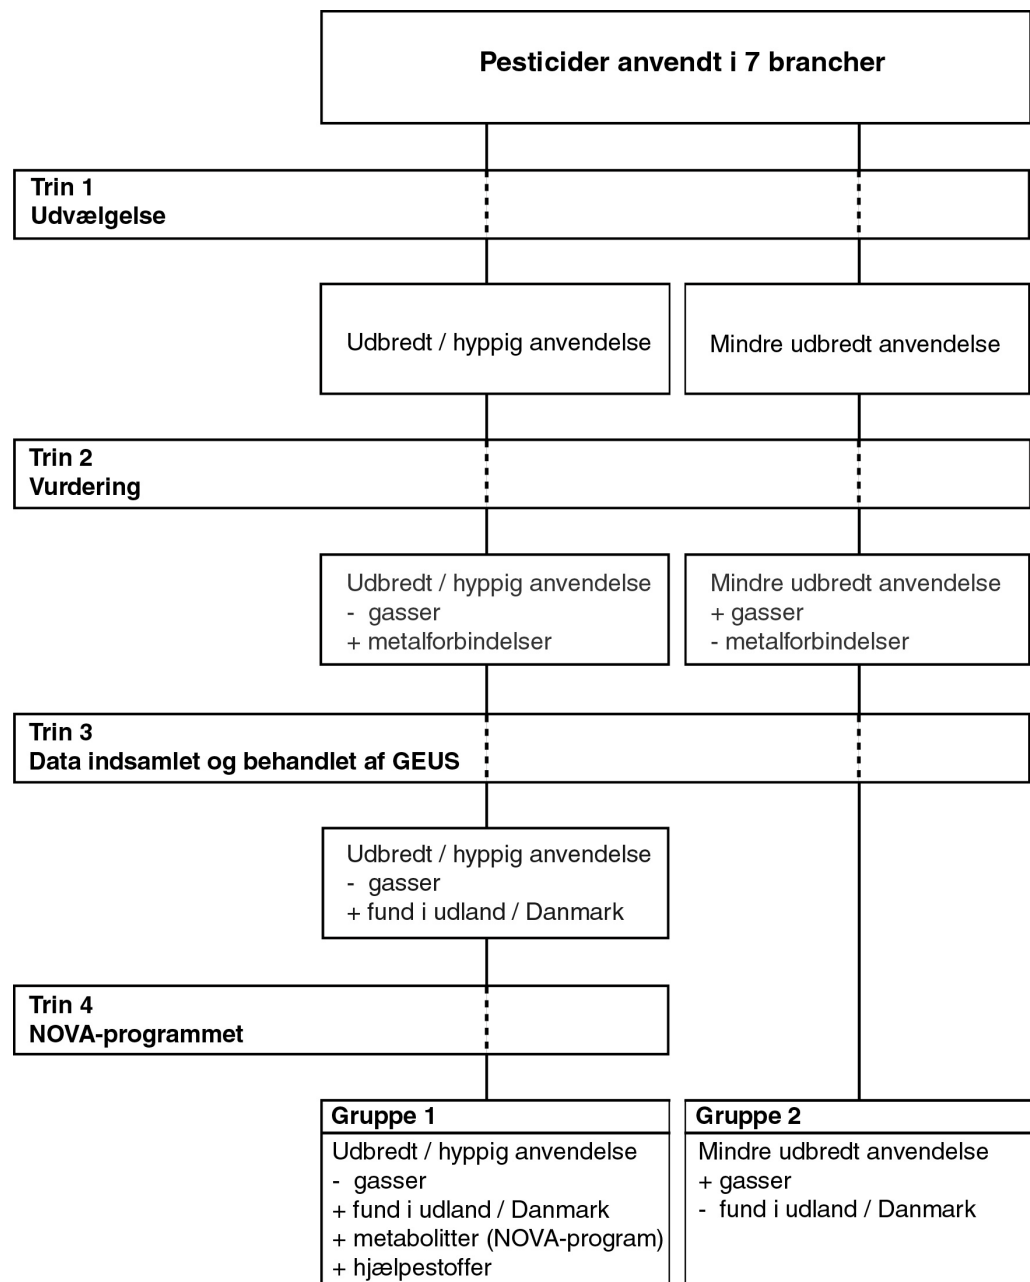 Pesticider anvendt i 7 brancher
Trin 1
Udvælgelse
Udbredt / hyppig anvendelse
Mindre udbredt anvendelse
Trin 2
Vurdering
Udbredt / hyppig anvendelse
- gasser
+ metalforbindelser
Mindre udbredt anvendelse
+ gasser
- metalforbindelser
Trin 3
Data indsamlet og behandlet af GEUS
Udbredt / hyppig anvendelse
- gasser
+ fund i udland / Danmark
Trin 4
NOVA-programmet
Gruppe 1
Udbredt / hyppig anvendelse
- gasser
+ fund i udland / Danmark
+ metabolitter (NOVA-program)
+ hjælpestoffer
Gruppe 2
Mindre udbredt anvendelse
+ gasser
- fund i udland / Danmark